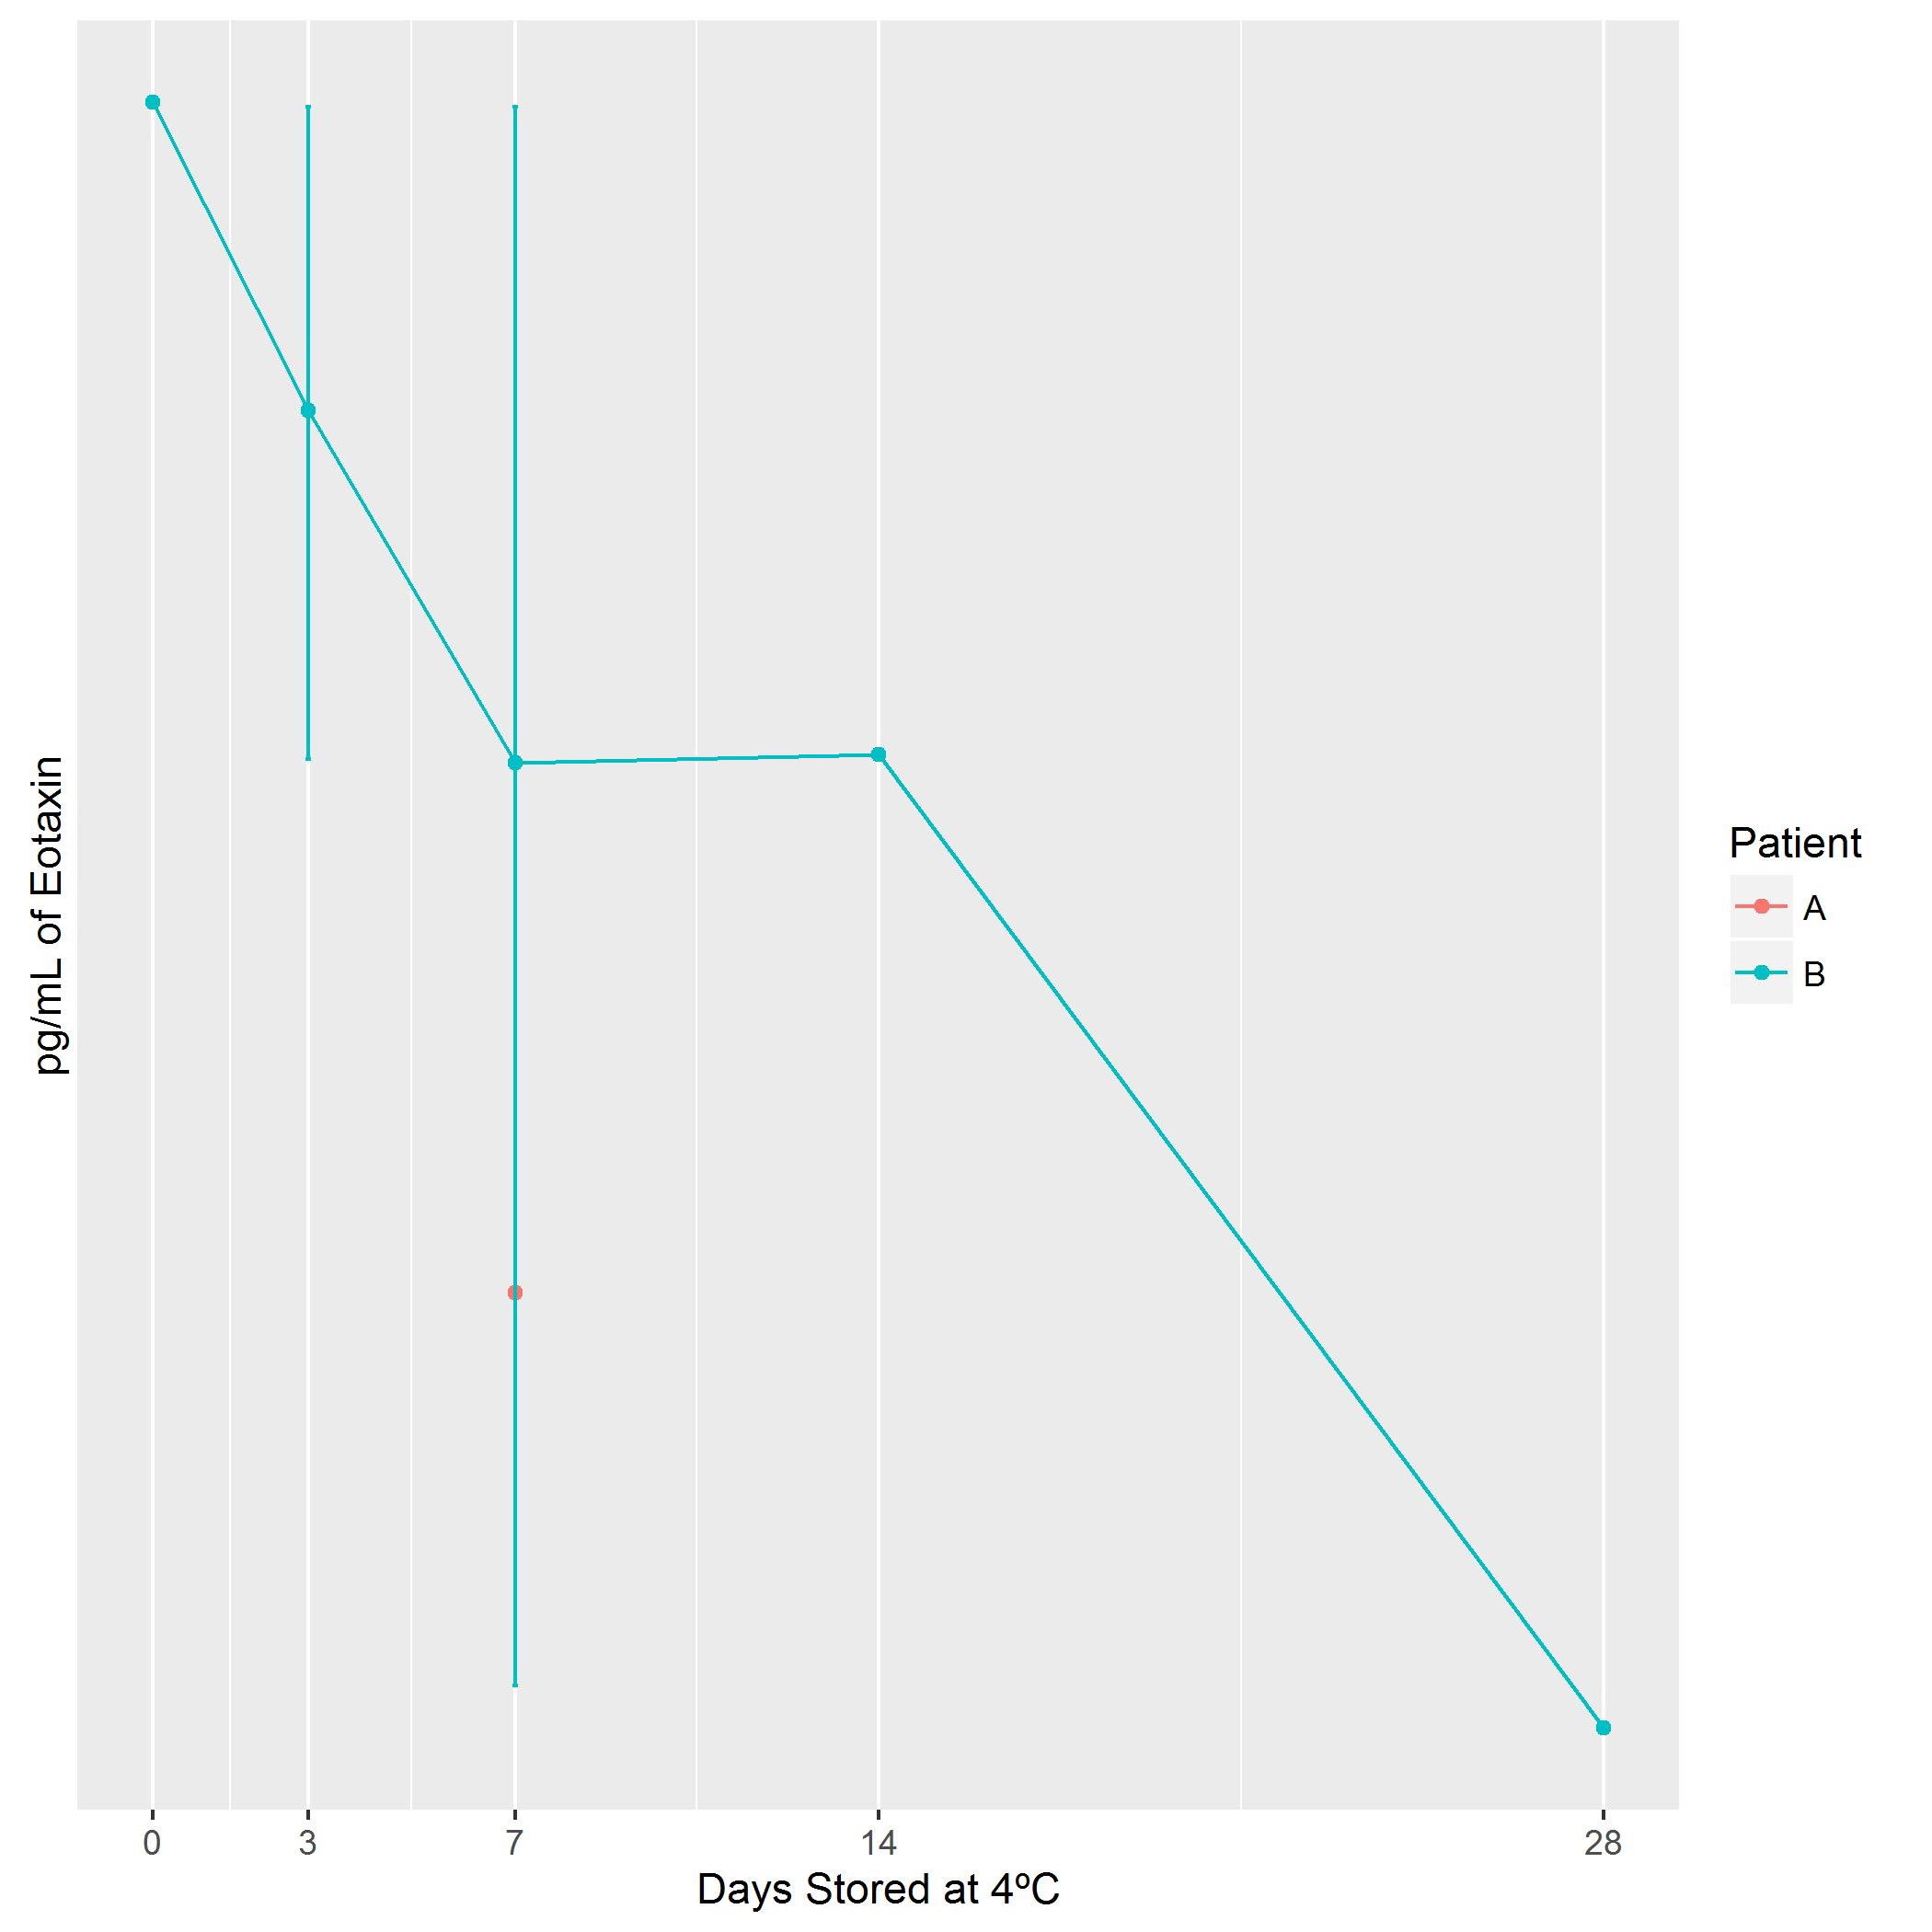 pg/mL of Eotaxin
0 3 7 14 28
Days Stored at 4ºC
Patient
A
B